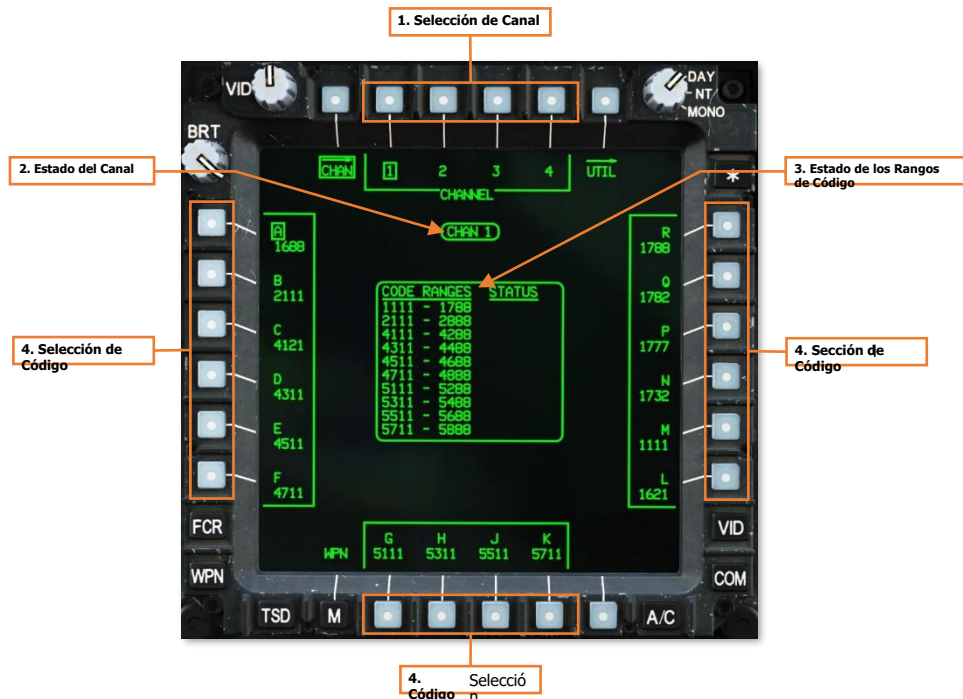 1. Selección de Canal
VID
DAY
NT
MONO
BRT
2. Estado del Canal
3. Estado de los Rangos
de Código
CHAN
1 2 3 4
UTIL
CHANNEL
*
CHAN 1
A
1688
B
2111
C
4121
D
4311
E
4511
F
4711
CODE RANGES STATUS
1111 - 1788
2111 - 2888
4111 - 4288
4311 - 4488
4511 - 4688
4711 - 4888
5111 - 5288
5311 - 5488
5511 - 5688
5711 - 5888
R
1788
Q
1782
P
1777
N
1732
M
1111
L
1621
4. Selección de
Código
4. Sección de
Código
FCR
WPN
VID
COM
WPN
G H J K
5111 5311 5511 5711
TSD
M
A/C
4. Selecció
Código n